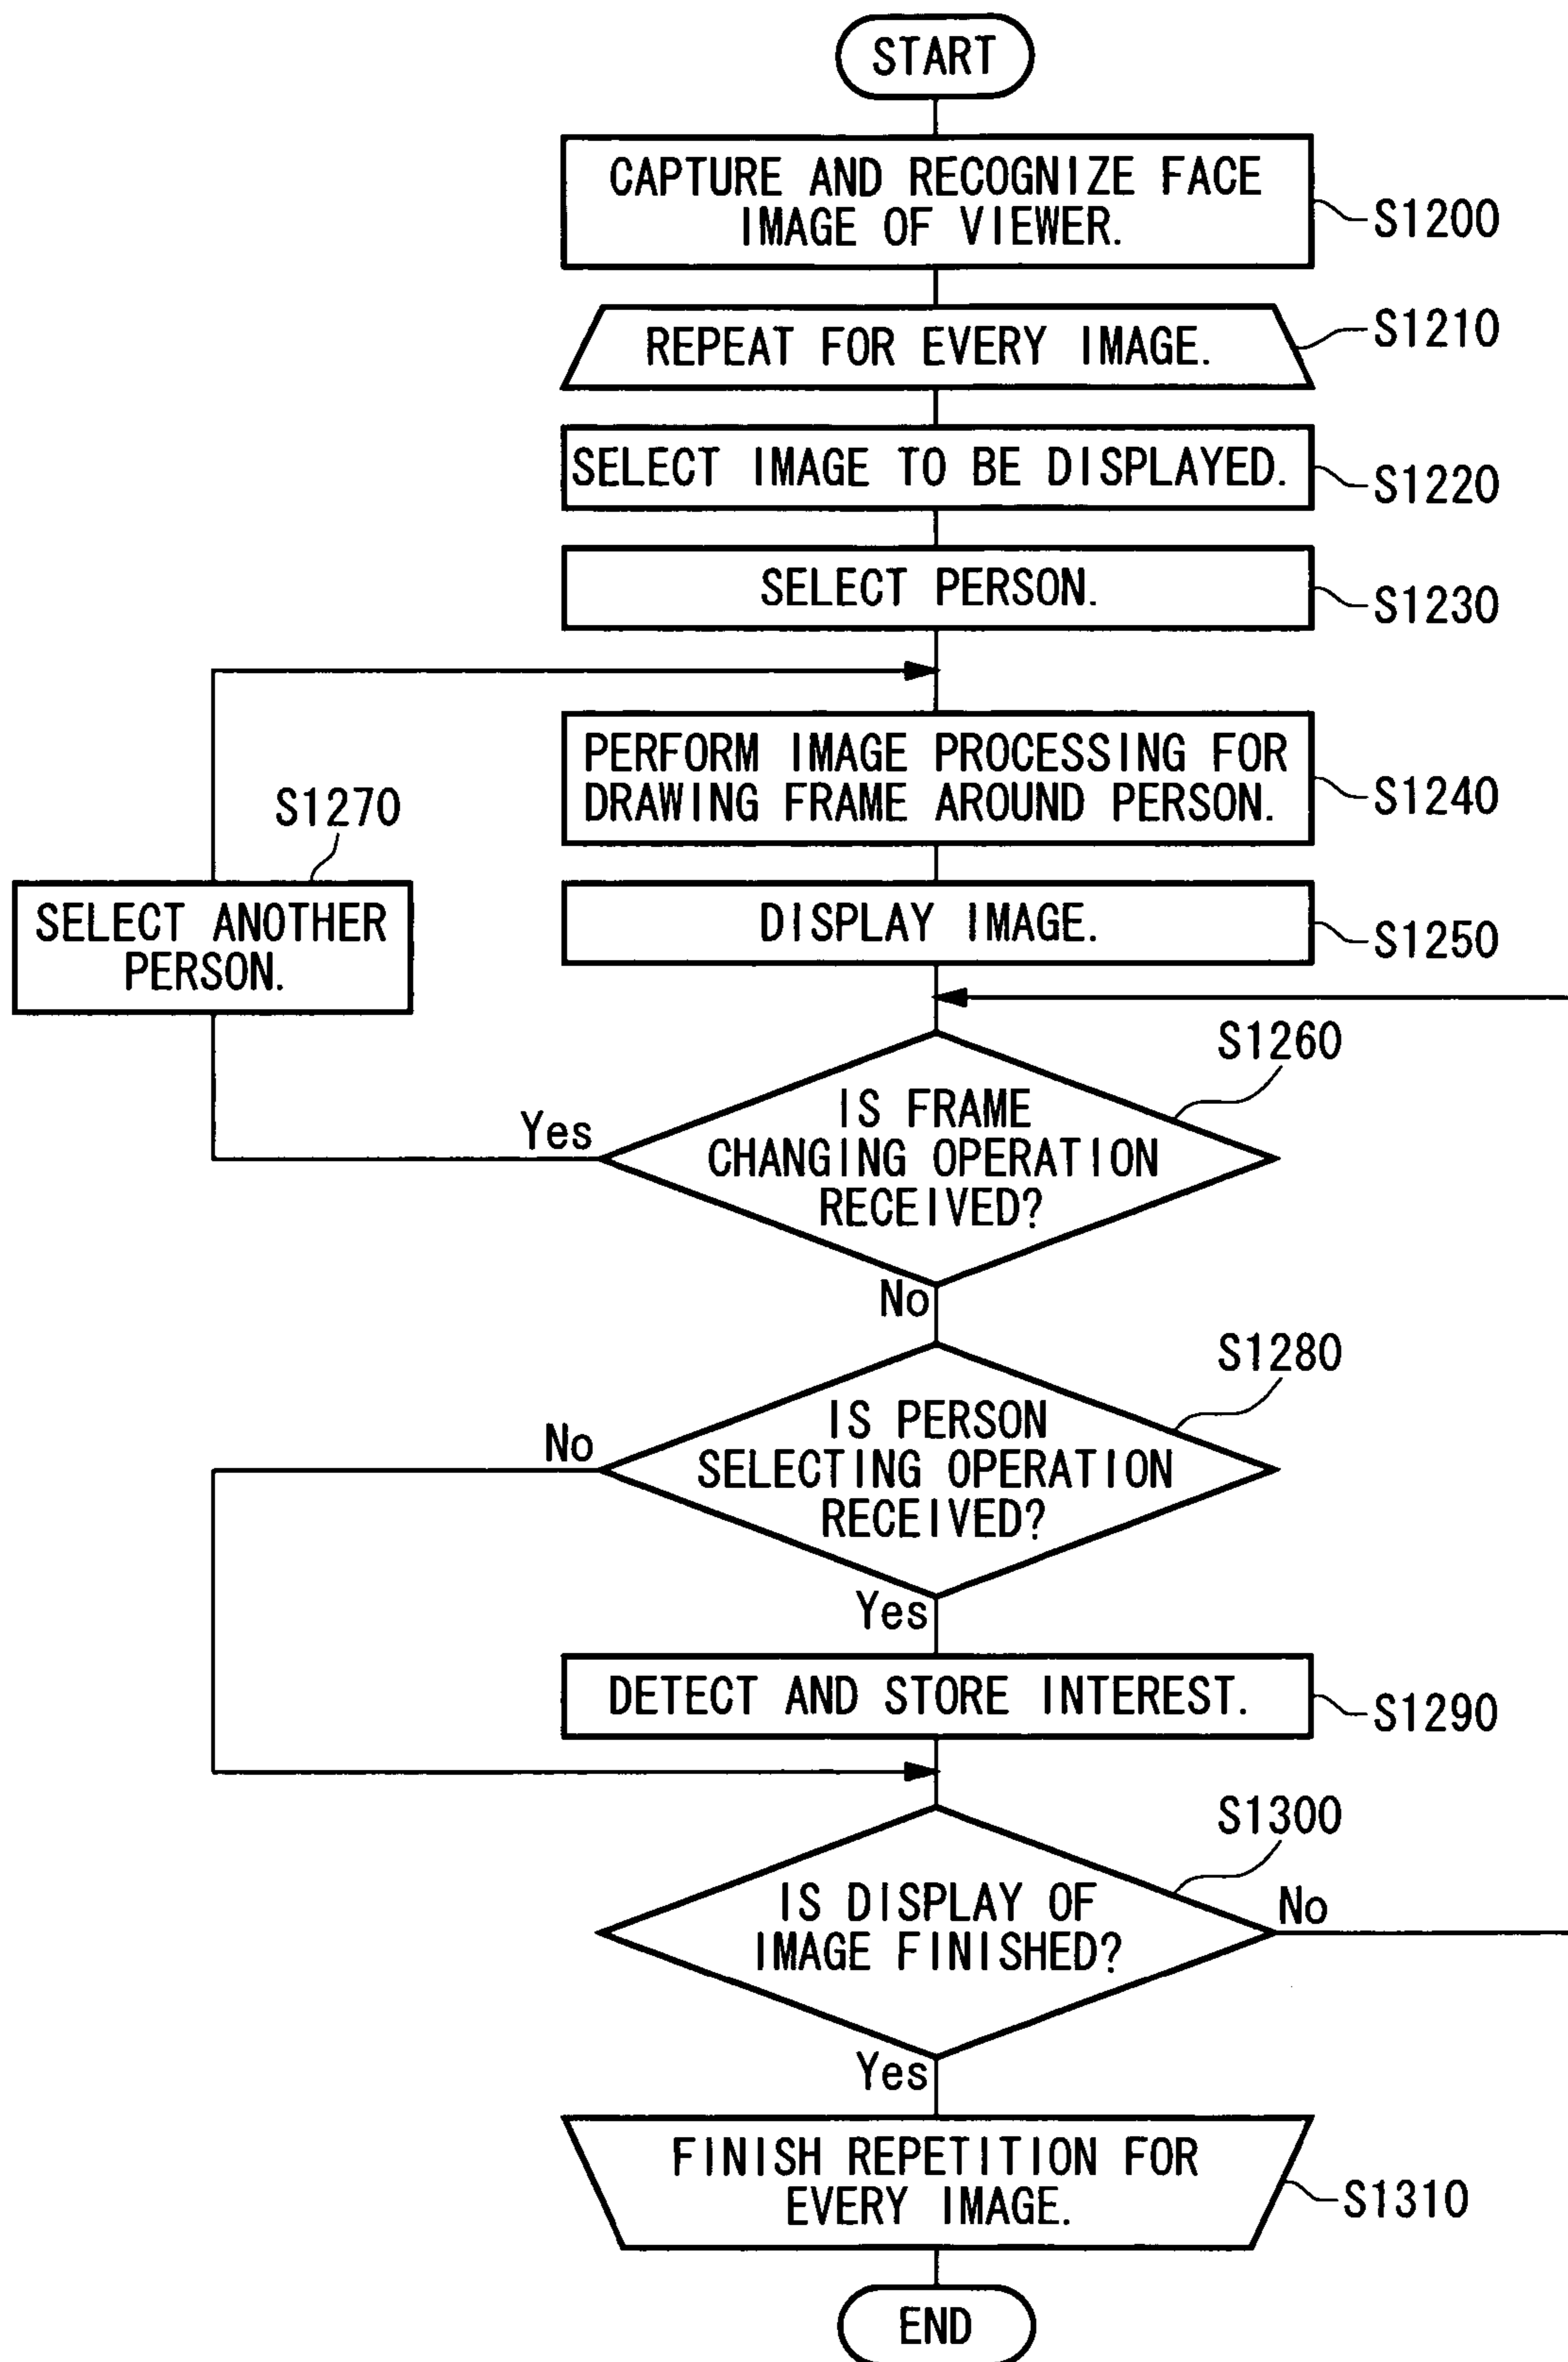 START
CAPTURE AND RECOGNIZE FACE
IMAGE OF VIEWER.
S1200
REPEAT FOR EVERY IMAGE.
S1210
SELECT IMAGE TO BE DISPLAYED.
S1220
SELECT PERSON.
S1230
PERFORM IMAGE PROCESSING FOR
DRAWING FRAME AROUND PERSON.
S1240
S1270
SELECT ANOTHER
PERSON.
DISPLAY IMAGE.
S1250
S1260
IS FRAME
CHANGING OPERATION
RECEIVED?
Yes
No
S1280
IS PERSON
SELECTING OPERATION
RECEIVED?
No
Yes
DETECT AND STORE INTEREST.
S1290
S1300
IS DISPLAY OF
IMAGE FINISHED?
No
Yes
FINISH REPETITION FOR
EVERY IMAGE.
S1310
END